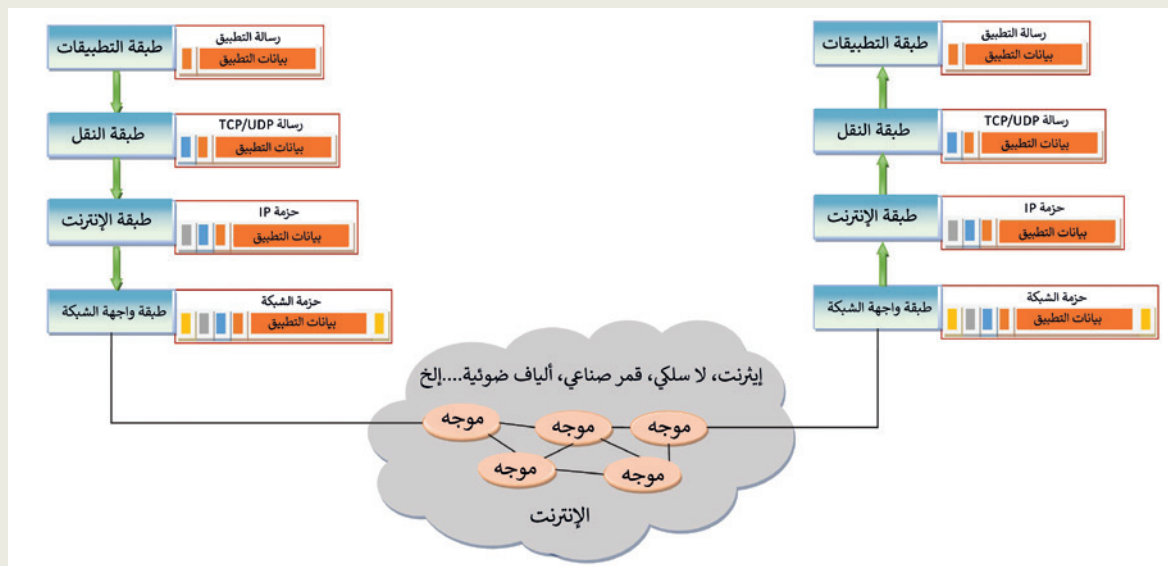 رسالة التطبيق
طبقة التطبيقات
بيانات التطبيق
رسالة TCP/UDP
طبقة النقل
بيانات التطبيق
حزمة IP
طبقة الإنترنت
بيانات التطبيق
حزمة الشبكة
طبقة واجهة الشبكة
بيانات التطبيق
رسالة التطبيق
طبقة التطبيقات
بيانات التطبيق
رسالة TCP/UDP
طبقة النقل
بيانات التطبيق
حزمة IP
طبقة الإنترنت
بيانات التطبيق
حزمة الشبكة
طبقة واجهة الشبكة
بيانات التطبيق
إيثرنت، لا سلكي، قمر صناعي، ألياف ضوئية....إلخ
موجه
موجه
موجه
موجه
موجه
الإنترنت